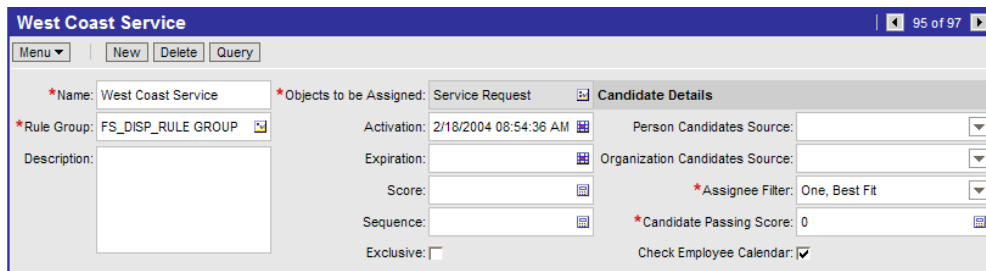 West Coast Service 95 of 97
Menu New Delete Query
*Name: West Coast Service *Objects to be Assigned: Service Request Candidate Details
*Rule Group: FS_DISP_RULE GROUP Activation: 2/18/2004 08:54:36 AM Person Candidates Source:
Description: Expiration: Organization Candidates Source:
Score: *Assignee Filter: One, Best Fit
Sequence: *Candidate Passing Score: 0
Exclusive: Check Employee Calendar: